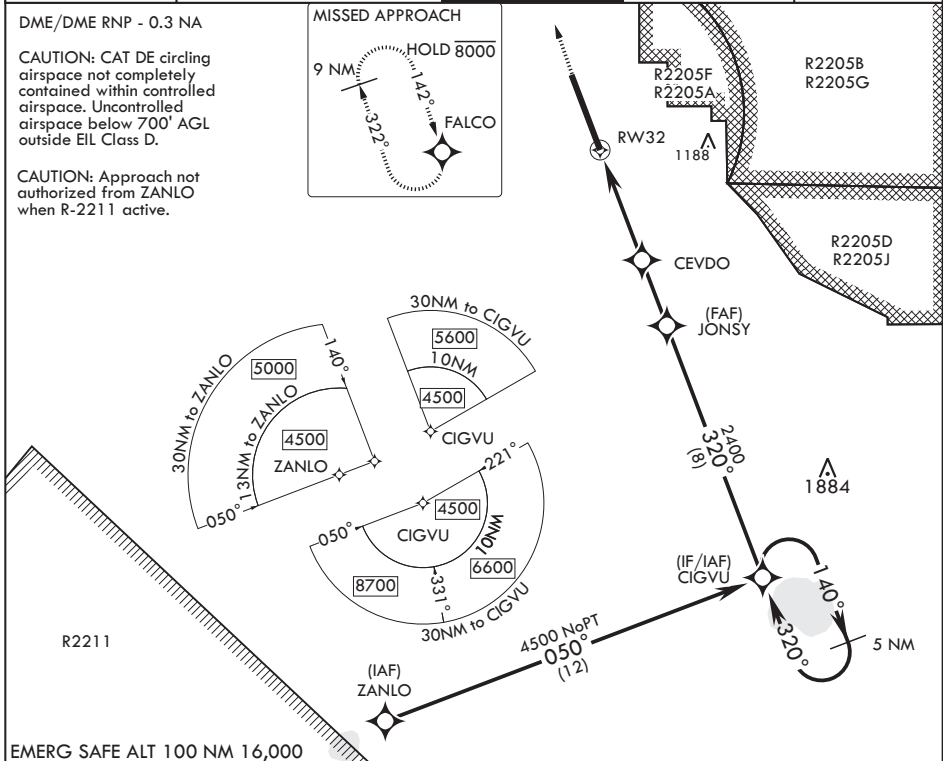 DME/DME RNP - 0.3 NA
CAUTION: CAT DE circling
airspace not completely
contained within controlled
airspace. Uncontrolled
airspace below 700' AGL
outside EIL Class D.
CAUTION: Approach not
authorized from ZANLO
when R-2211 active.
MISSED APPROACH
HOLD 8000
9 NM
142°
322°
FALCO
R2205F
R2205A
R2205B
R2205G
RW32
1188
R2205D
R2205J
CEVDO
(FAF)
JONSY
30NM to CIGVU
5600
10NM
4500
CIGVU
30NM to ZANLO
5000
140°
13NM to ZANLO
4500
ZANLO
050°
221°
4500
CIGVU
050°
10NM
8700
331°
6600
30NM to CIGVU
2400
320°
(8)
1884
(IF/IAF)
CIGVU
140°
320°
5 NM
4500 NoPT
050°
(12)
R2211
(IAF)
ZANLO
EMERG SAFE ALT 100 NM 16,000